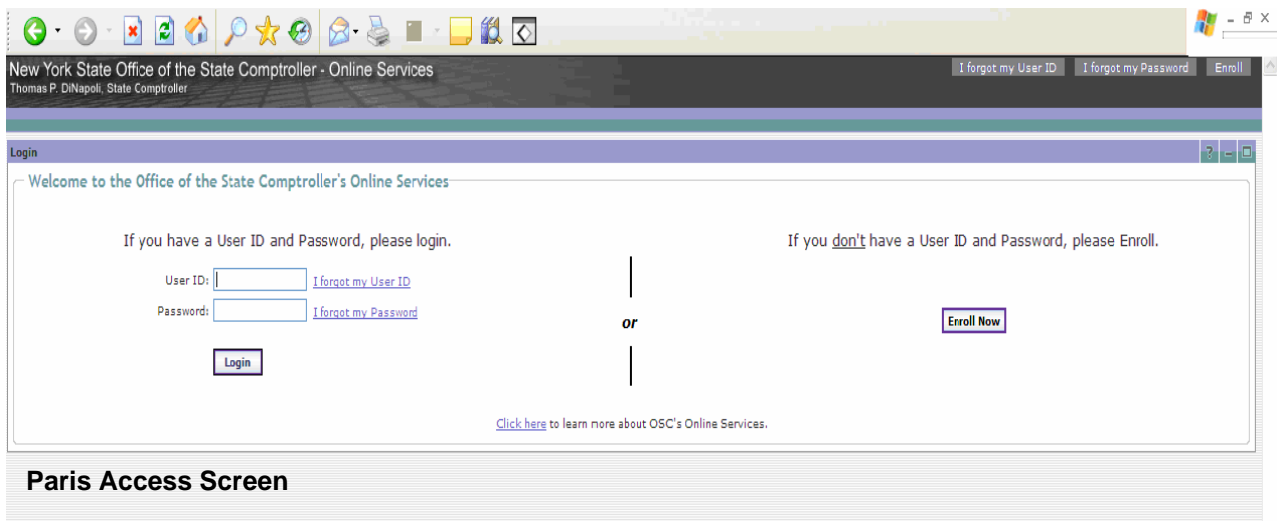 New York State Office of the State Comptroller - Online Services
I forgot my User ID
I forgot my Password
Enroll
Thomas P. DiNapoli, State Comptroller
Login
?
Welcome to the Office of the State Comptroller's Online Services
If you have a User ID and Password, please login.
If you don't have a User ID and Password, please Enroll.
User ID:
I forgot my User ID
Password:
I forgot my Password
or
Enroll Now
Login
Click here to learn more about OSC's Online Services.
Paris Access Screen